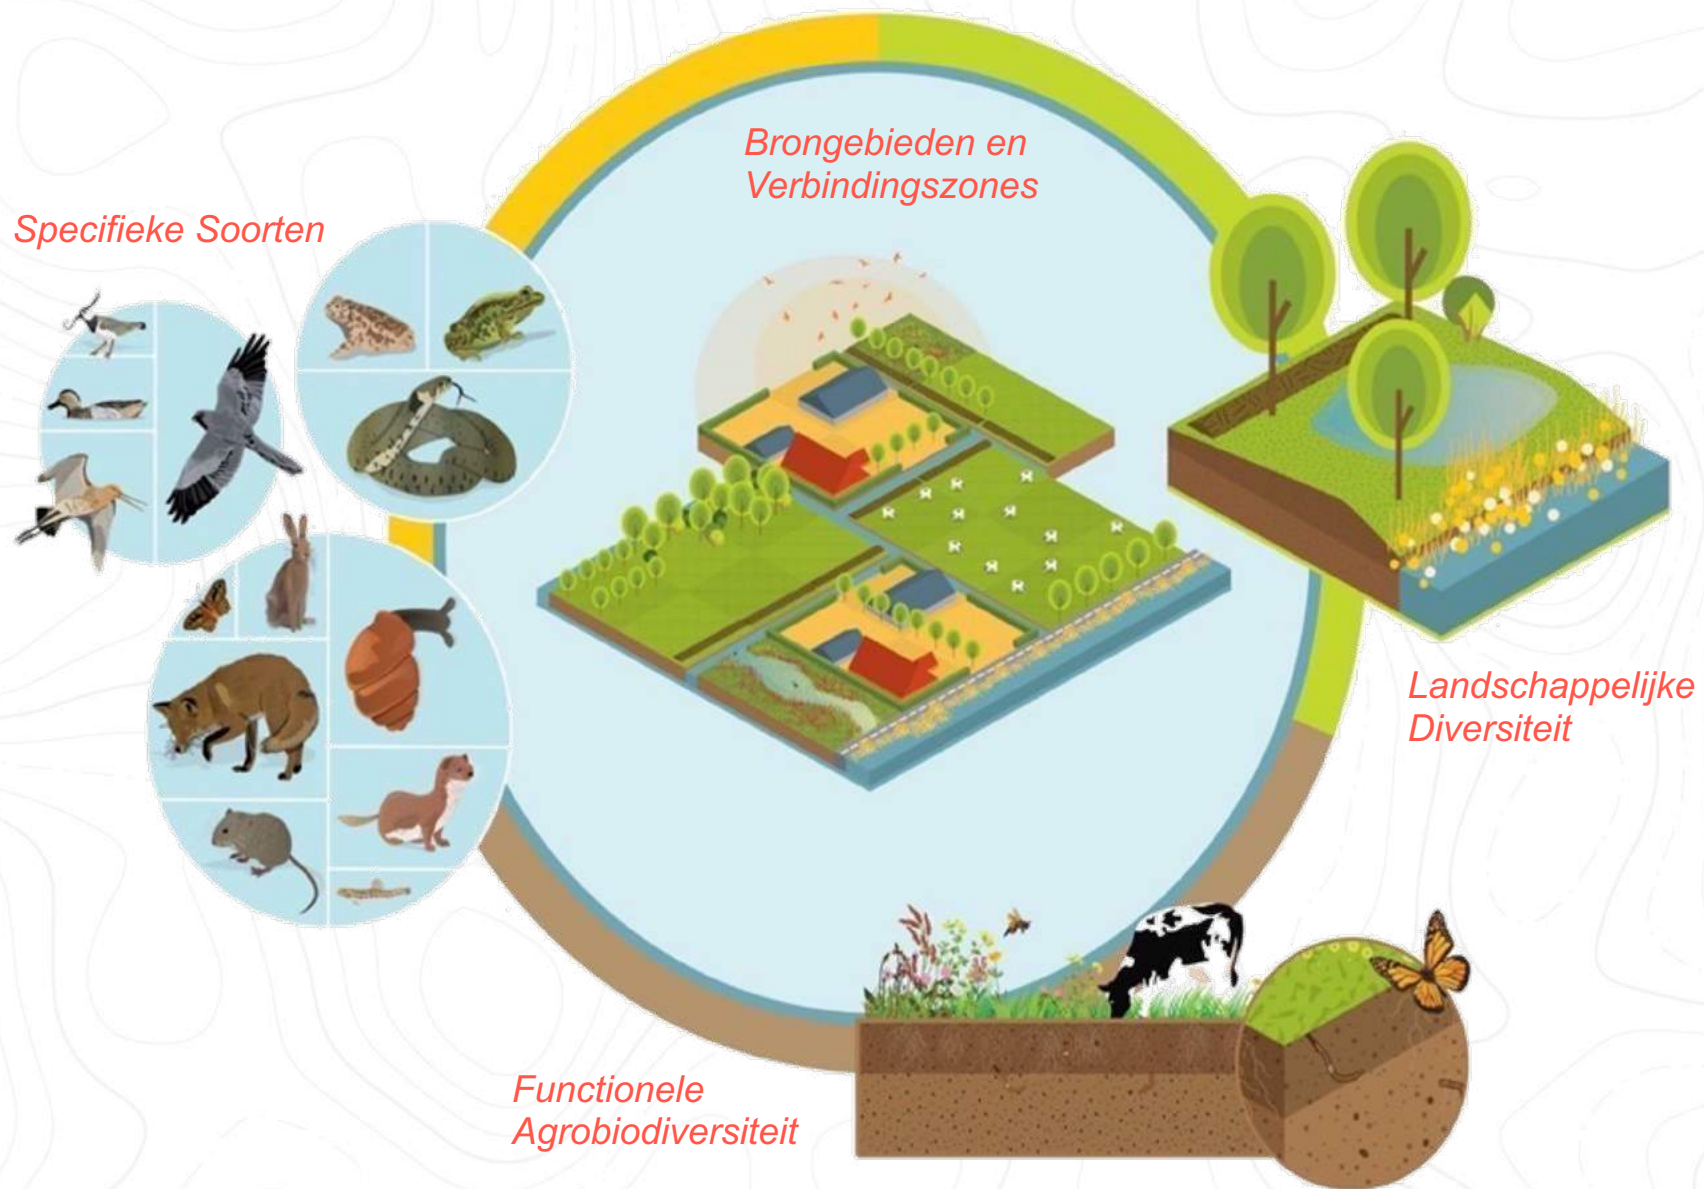 Brongebieden en
Verbindingszones
Specifieke Soorten
Landschappelijke
Diversiteit
Functionele
Agrobiodiversiteit